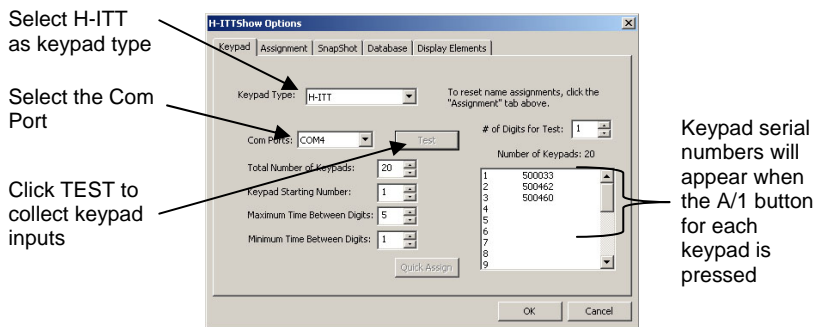 Select H-ITT
as keypad type
Select the Com
Port
Click TEST to
collect keypad
inputs
H-ITTShow Options
Keypad Assignment SnapShot Database Display Elements
Keypad Type: H-ITT
To reset name assignments, click the
"Assignment" tab above.
Com Ports: COM4 Test
# of Digits for Test: 1
Number of Keypads: 20
Total Number of Keypads: 20
Keypad Starting Number: 1
Maximum Time Between Digits: 5
Minimum Time Between Digits: 1
Quick Assign
1 500033
2 500462
3 500460
4
5
6
7
8
9
OK Cancel
Keypad serial
numbers will
appear when
the A/1 button
for each
keypad is
pressed